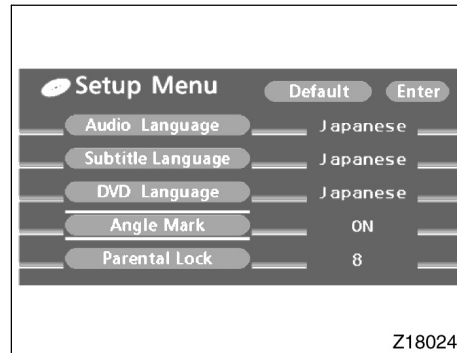 Setup Menu Default Enter
Audio Language Japanese
Subtitle Language Japanese
DVD Language Japanese
Angle Mark ON
Parental Lock 8
Z18024